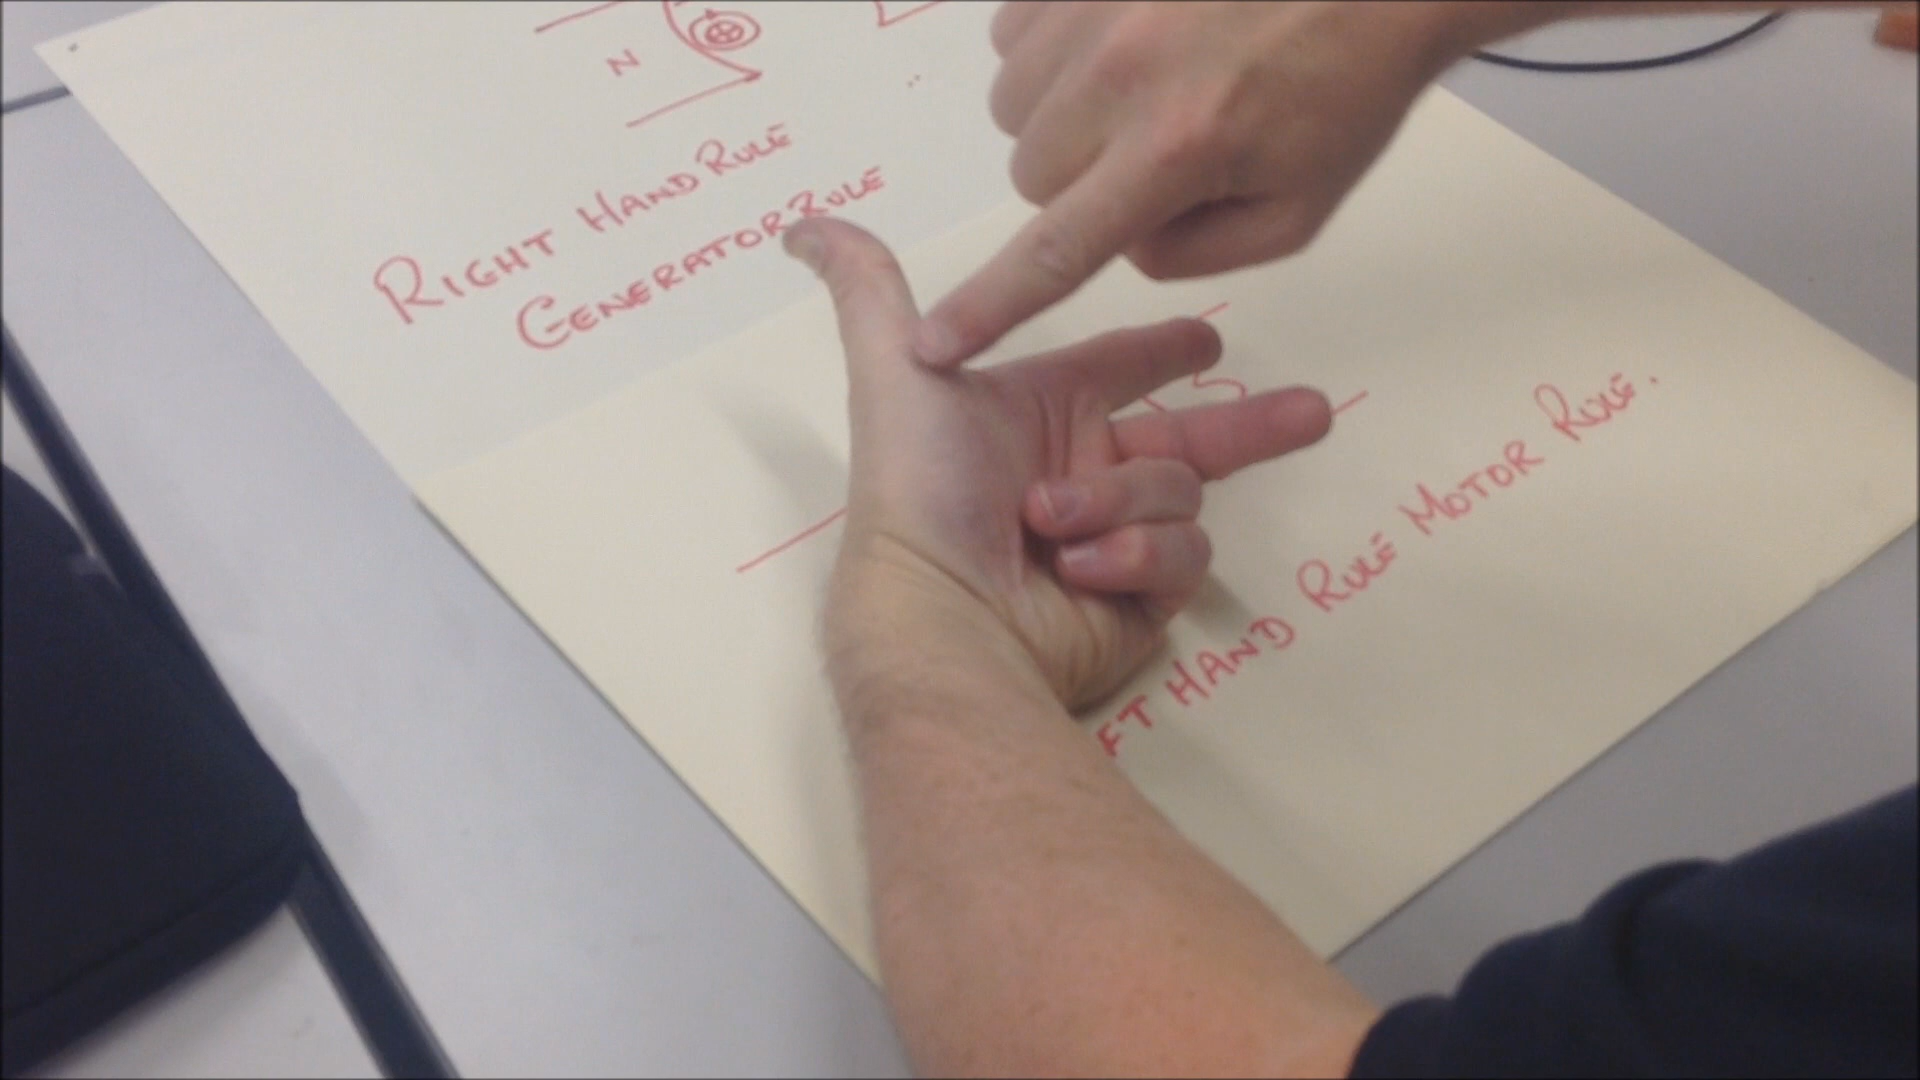 N
RIGHT HAND RULE
GENERATOR RULE
FT HAND RULE MOTOR RULE.